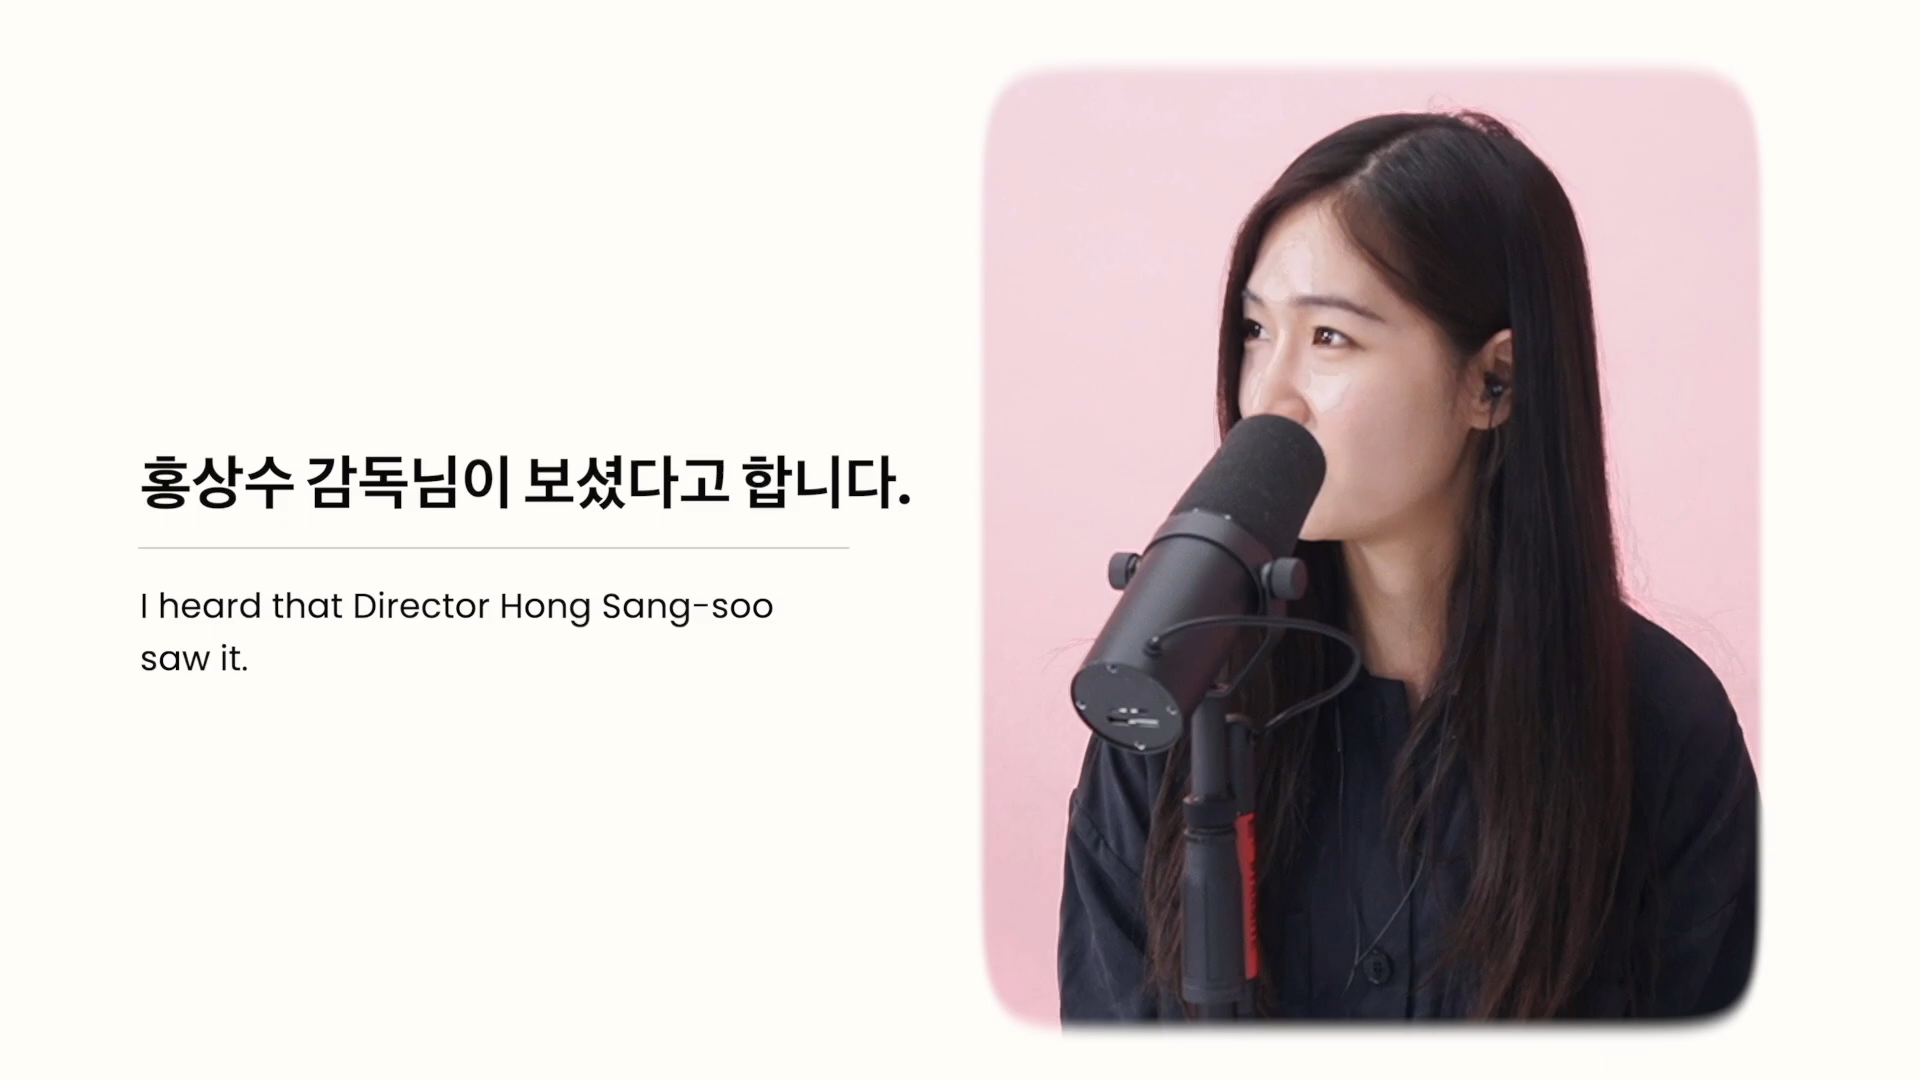 홍상수 감독님이 보셨다고 합니다.
I heard that Director Hong Sang-soo
saw it.